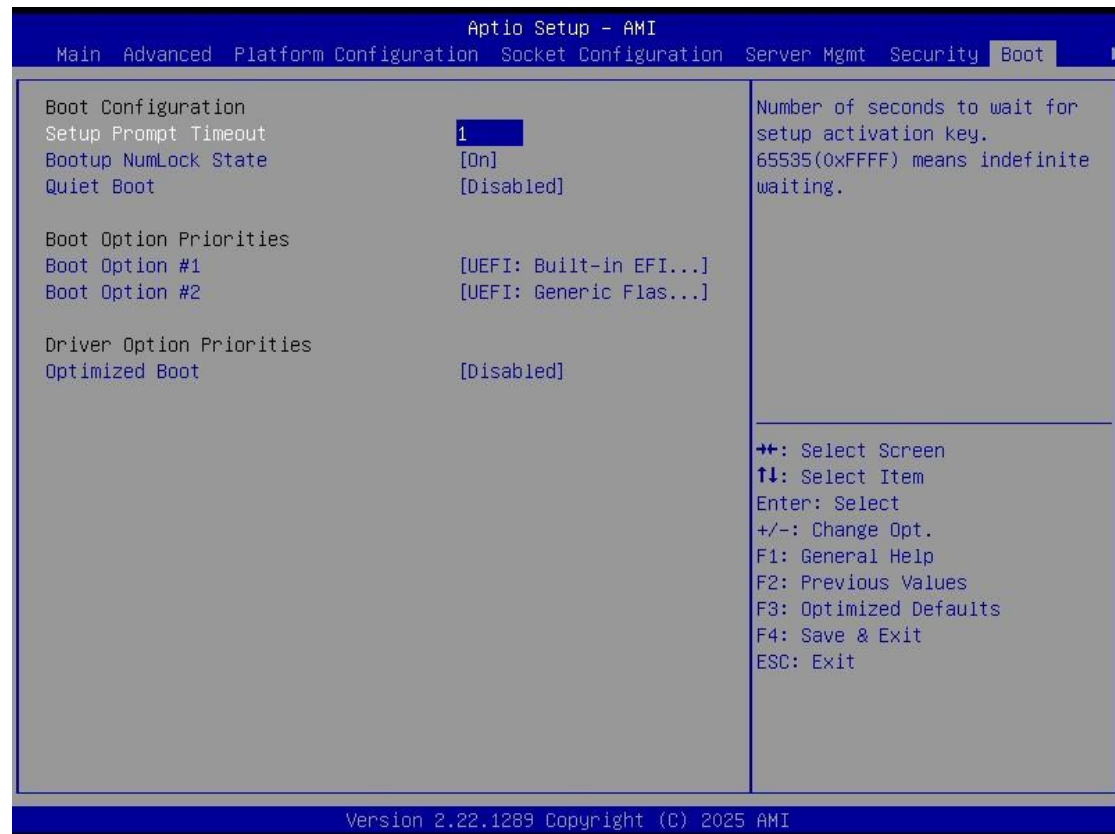 Aptio Setup - AMI
Main Advanced Platform Configuration Socket Configuration Server Mgmt Security Boot
Boot Configuration
Setup Prompt Timeout 1
Bootup NumLock State [On]
Quiet Boot [Disabled]
Boot Option Priorities
Boot Option #1 [UEFI: Built-in EFI...]
Boot Option #2 [UEFI: Generic Flas...]
Driver Option Priorities
Optimized Boot [Disabled]
Number of seconds to wait for
setup activation key.
65535(0xFFFF) means indefinite
waiting.
→←: Select Screen
↑↓: Select Item
Enter: Select
+/-: Change Opt.
F1: General Help
F2: Previous Values
F3: Optimized Defaults
F4: Save & Exit
ESC: Exit
Version 2.22.1289 Copyright (C) 2025 AMI